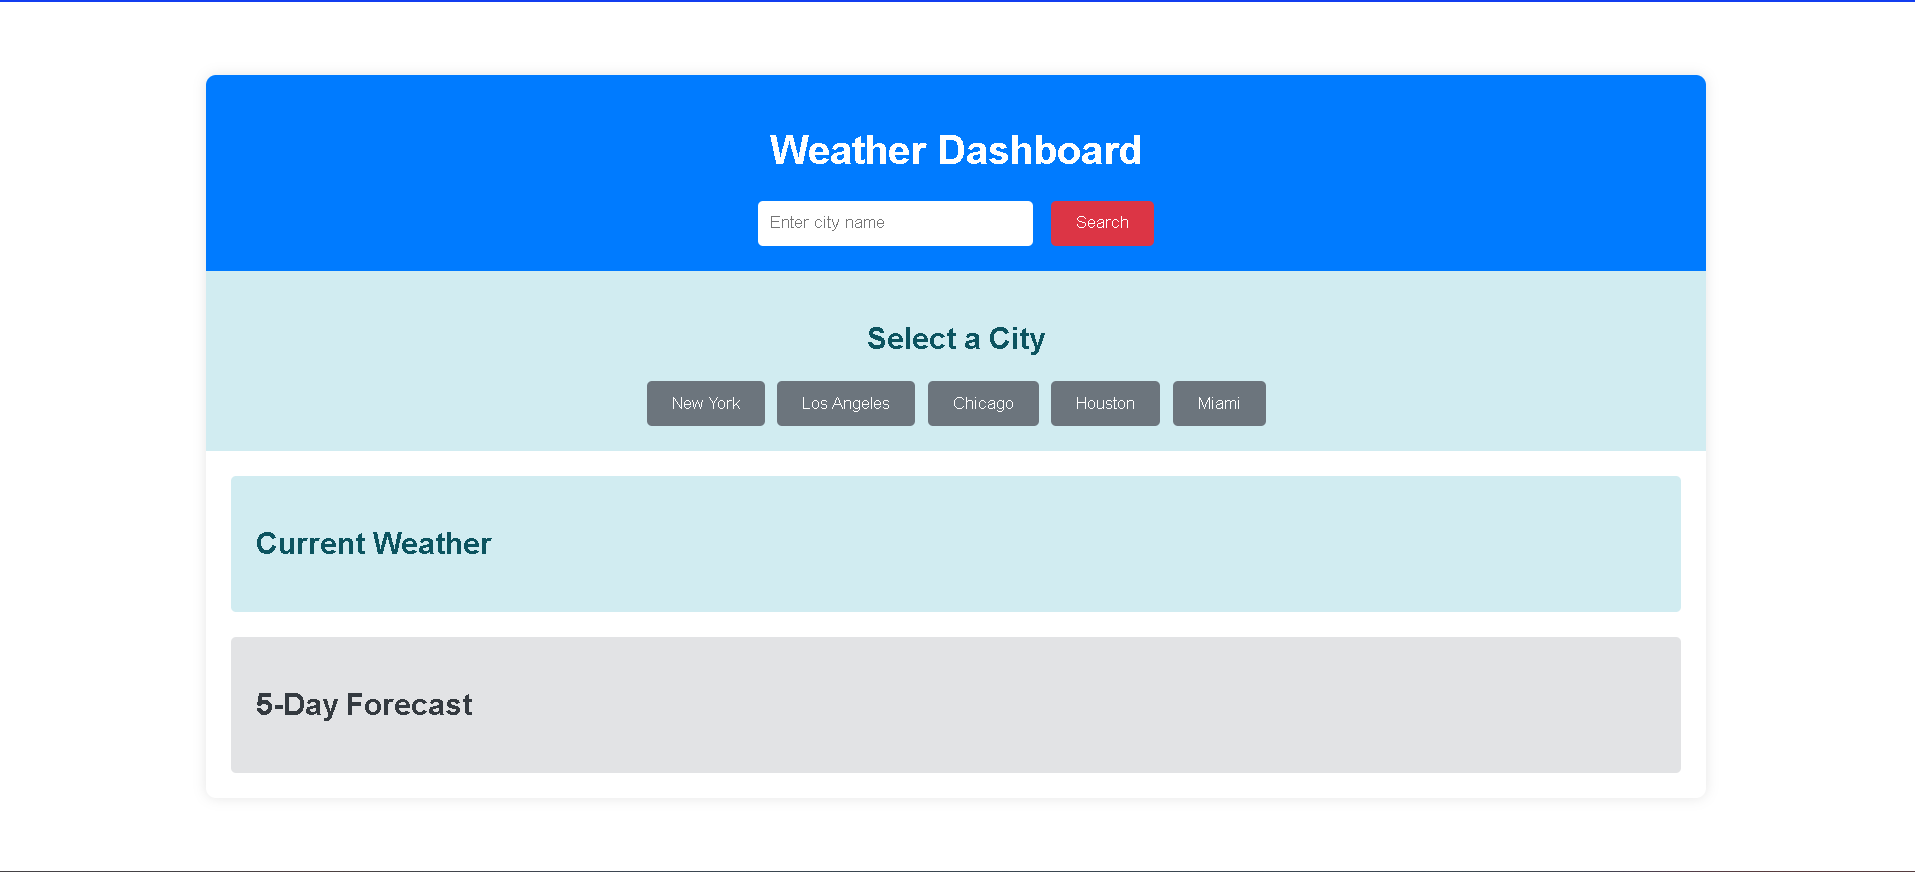 Weather Dashboard
Enter city name Search
Select a City
New York Los Angeles Chicago Houston Miami
Current Weather
5-Day Forecast